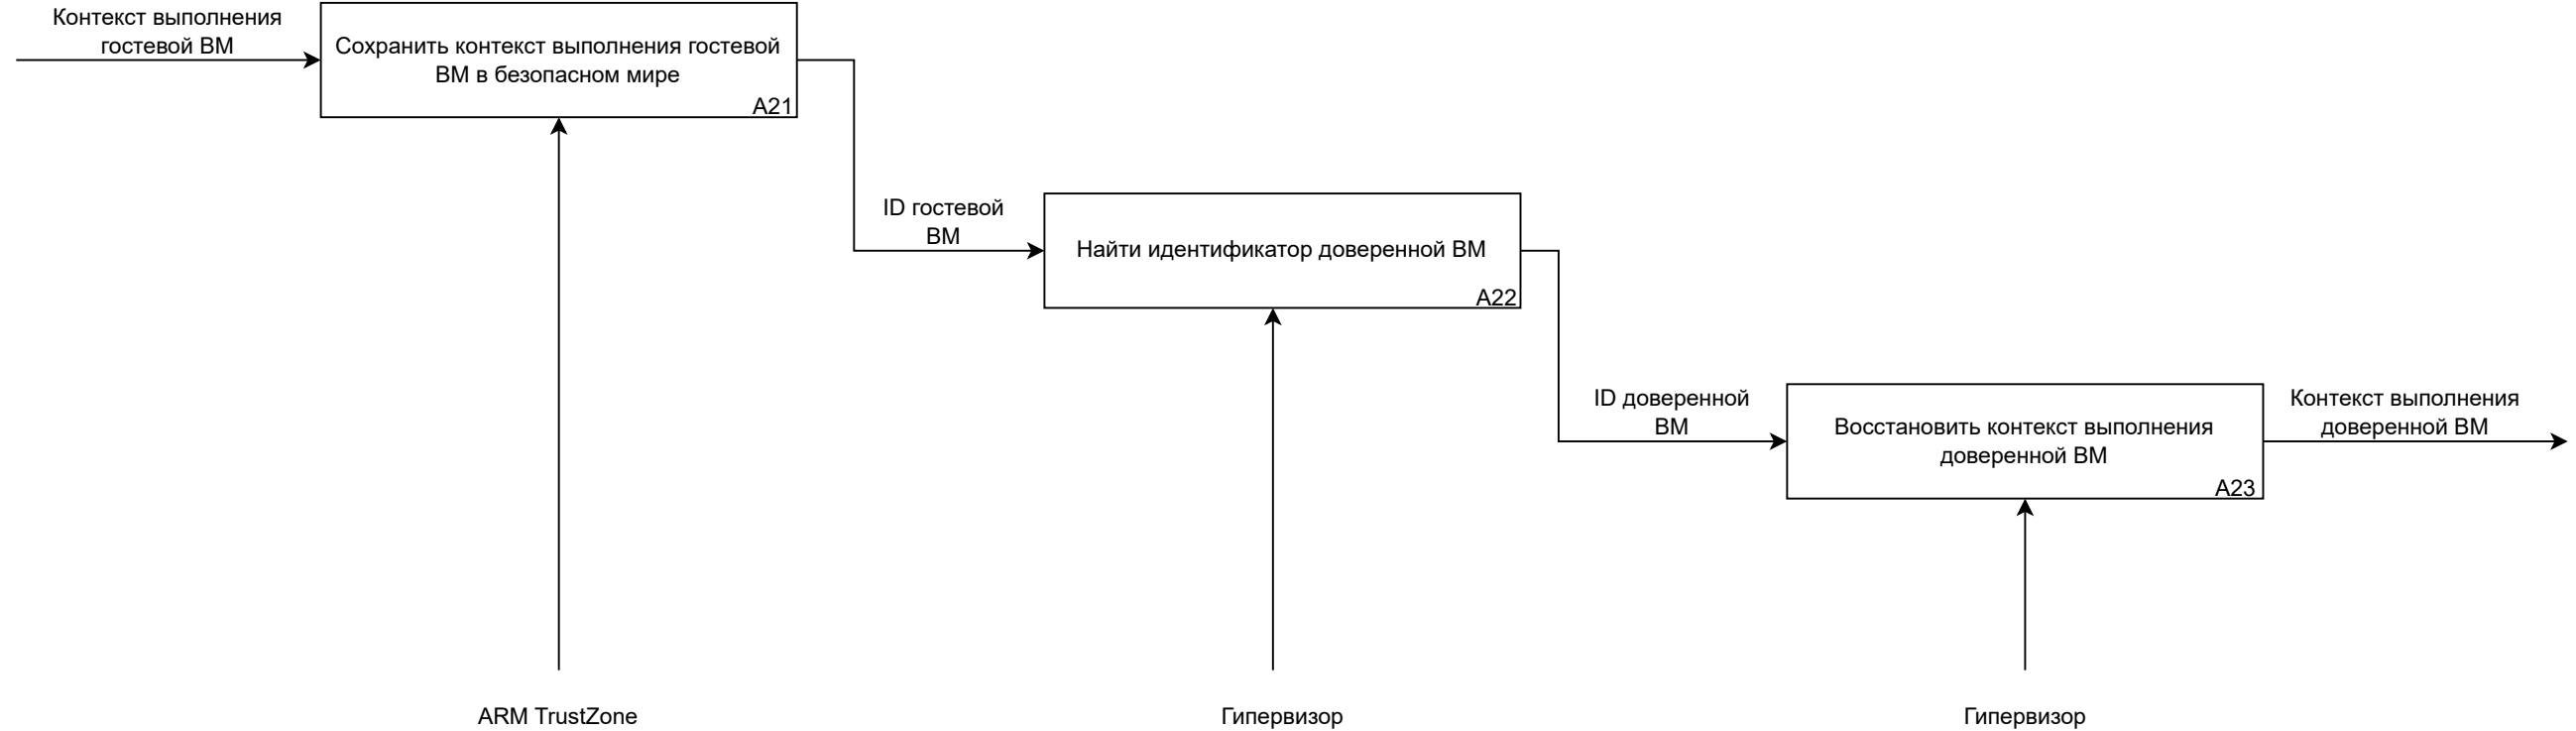 Контекст выполнения
гостевой ВМ
Сохранить контекст выполнения гостевой
ВМ в безопасном мире
А21
ID гостевой
ВМ
Найти идентификатор доверенной ВМ
А22
ID доверенной
ВМ
Восстановить контекст выполнения
доверенной ВМ
А23
Контекст выполнения
доверенной ВМ
ARM TrustZone
Гипервизор
Гипервизор